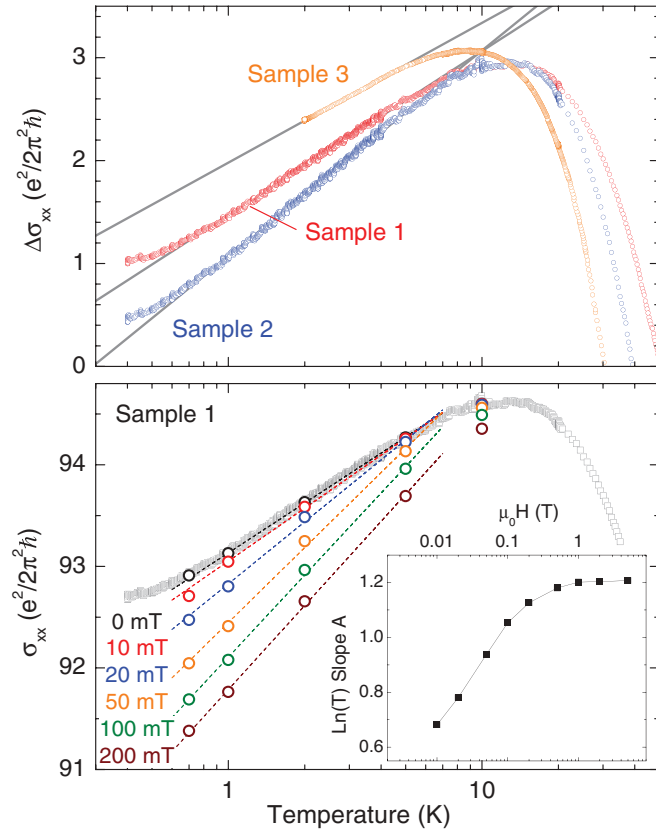 3
2
1
0
Δσxx (e²/2π²ħ)
Sample 3
Sample 1
Sample 2
Sample 1
94
93
92
91
σxx (e²/2π²ħ)
0 mT
10 mT
20 mT
50 mT
100 mT
200 mT
μ0H (T)
0.01 0.1 1
1.2
1.0
0.8
0.6
Ln(T) Slope A
1 10
Temperature (K)